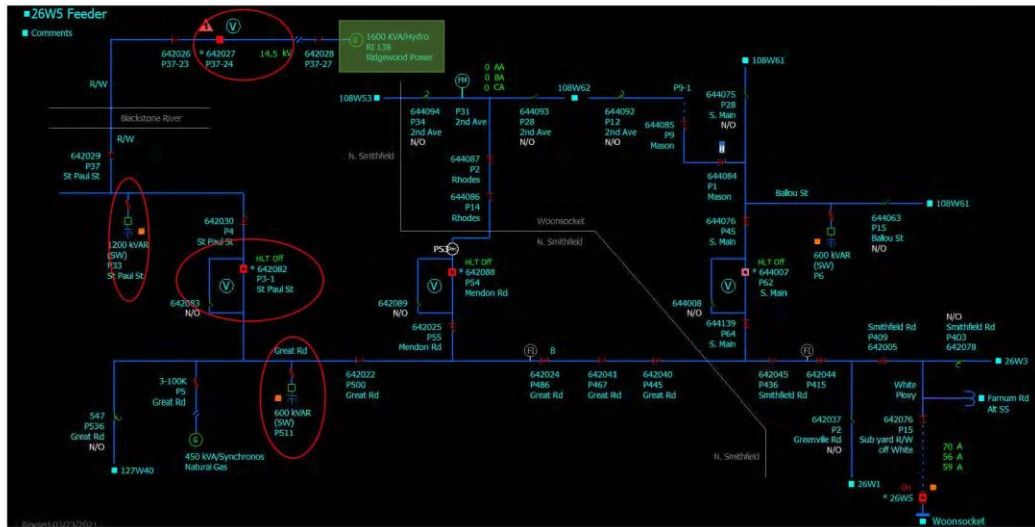 26W5 Feeder
Comments
642026
P37-23
* 642027
P37-24
V
14.5 kV
642028
P37-27
G
1600 KVA/Hydro
RI 138
Ridgewood Power
R/W
Blackstone River
R/W
642029
P37
St Paul St
1200 kVAR
(SW)
P33
St Paul St
642030
P4
St Paul St
HLT Off
* 642082
P3-1
St Paul St
V
642083
N/O
108W53
644094
P34
2nd Ave
N/O
FM
P31
2nd Ave
0 AA
0 BA
0 CA
644093
P28
2nd Ave
N/O
108W62
644092
P12
2nd Ave
N/O
P9-1
644085
P9
Mason
108W61
644075
P28
S. Main
N/O
H
644084
P1
Mason
N. Smithfield
644087
P2
Rhodes
644086
P14
Rhodes
Woonsocket
N. Smithfield
P53
HLT Off
* 642088
P54
Mendon Rd
V
642089
N/O
642025
P55
Mendon Rd
644076
P45
S. Main
Ballou St
108W61
644063
P15
Ballou St
N/O
600 kVAR
(SW)
P6
HLT Off
* 644007
P62
S. Main
V
644008
N/O
644139
P64
S. Main
Great Rd
3-100K
P5
Great Rd
G
450 kVA/Synchronos
Natural Gas
547
P536
Great Rd
N/O
127W40
600 kVAR
(SW)
P511
642022
P500
Great Rd
FI
B
642024
P486
Great Rd
642041
P467
Great Rd
642040
P445
Great Rd
642045
P436
Smithfield Rd
FI
642044
P415
Smithfield Rd
P409
642005
N/O
Smithfield Rd
P403
642078
26W3
White
Pkwy
Farnum Rd
Alt SS
642037
P2
Greenville Rd
N/O
642076
P15
Sub yard R/W
off White
N. Smithfield
70 A
56 A
59 A
26W1
* 26W5
Woonsocket